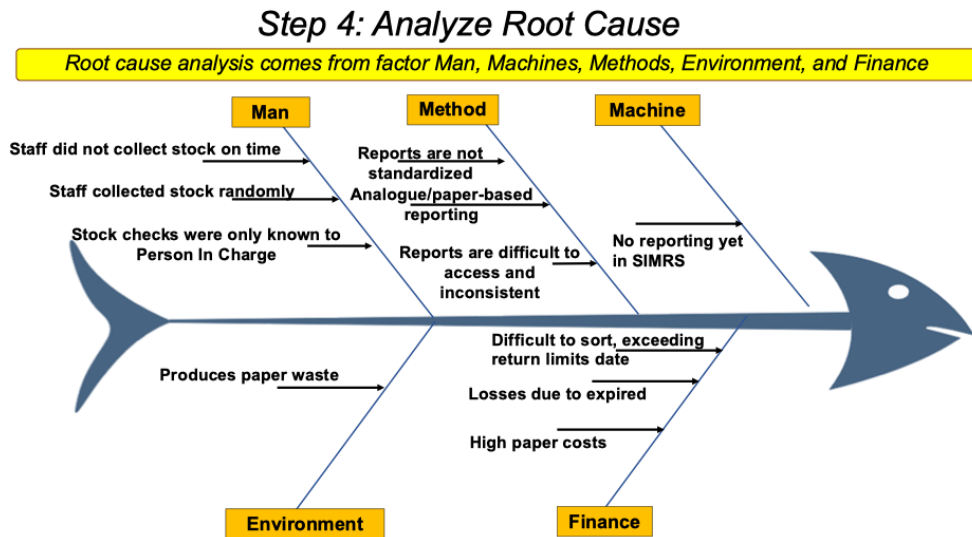 Step 4: Analyze Root Cause
Root cause analysis comes from factor Man, Machines, Methods, Environment, and Finance
Man
Method
Machine
Staff did not collect stock on time
Staff collected stock randomly
Stock checks were only known to
Person In Charge
Reports are not
standardized
Analogue/paper-based
reporting
Reports are difficult to
access and
inconsistent
No reporting yet
in SIMRS
Produces paper waste
Difficult to sort, exceeding
return limits date
Losses due to expired
High paper costs
Environment
Finance